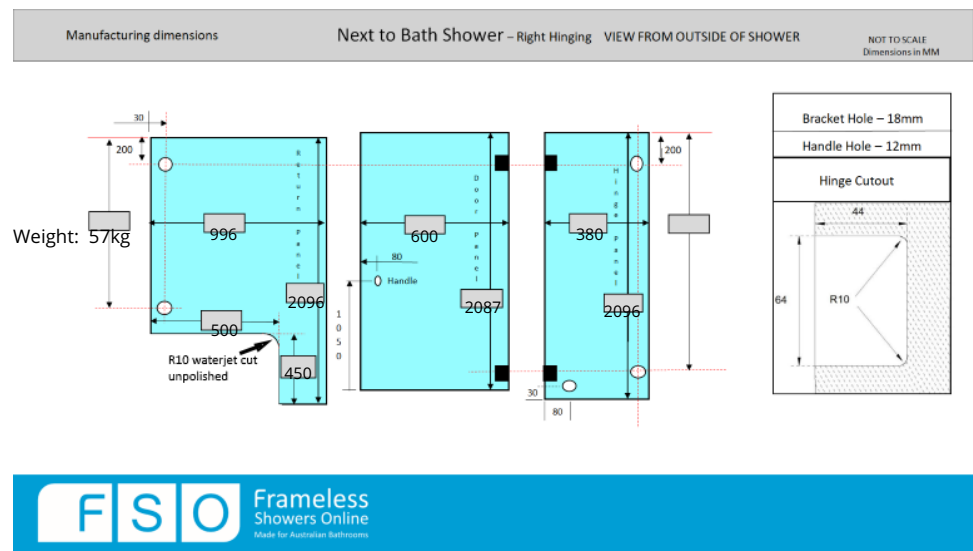 Manufacturing dimensions
Next to Bath Shower – Right Hinging VIEW FROM OUTSIDE OF SHOWER
NOT TO SCALE
Dimensions in MM
30
200
Return Panel
Weight: 57kg
996
2096
500
R10 waterjet cut
unpolished
450
Door Panel
600
80
Handle
1050
2087
200
Hinge Panel
380
2096
30
80
Bracket Hole – 18mm
Handle Hole – 12mm
Hinge Cutout
44
64
R10
FSO
Frameless
Showers Online
Made for Australian Bathrooms